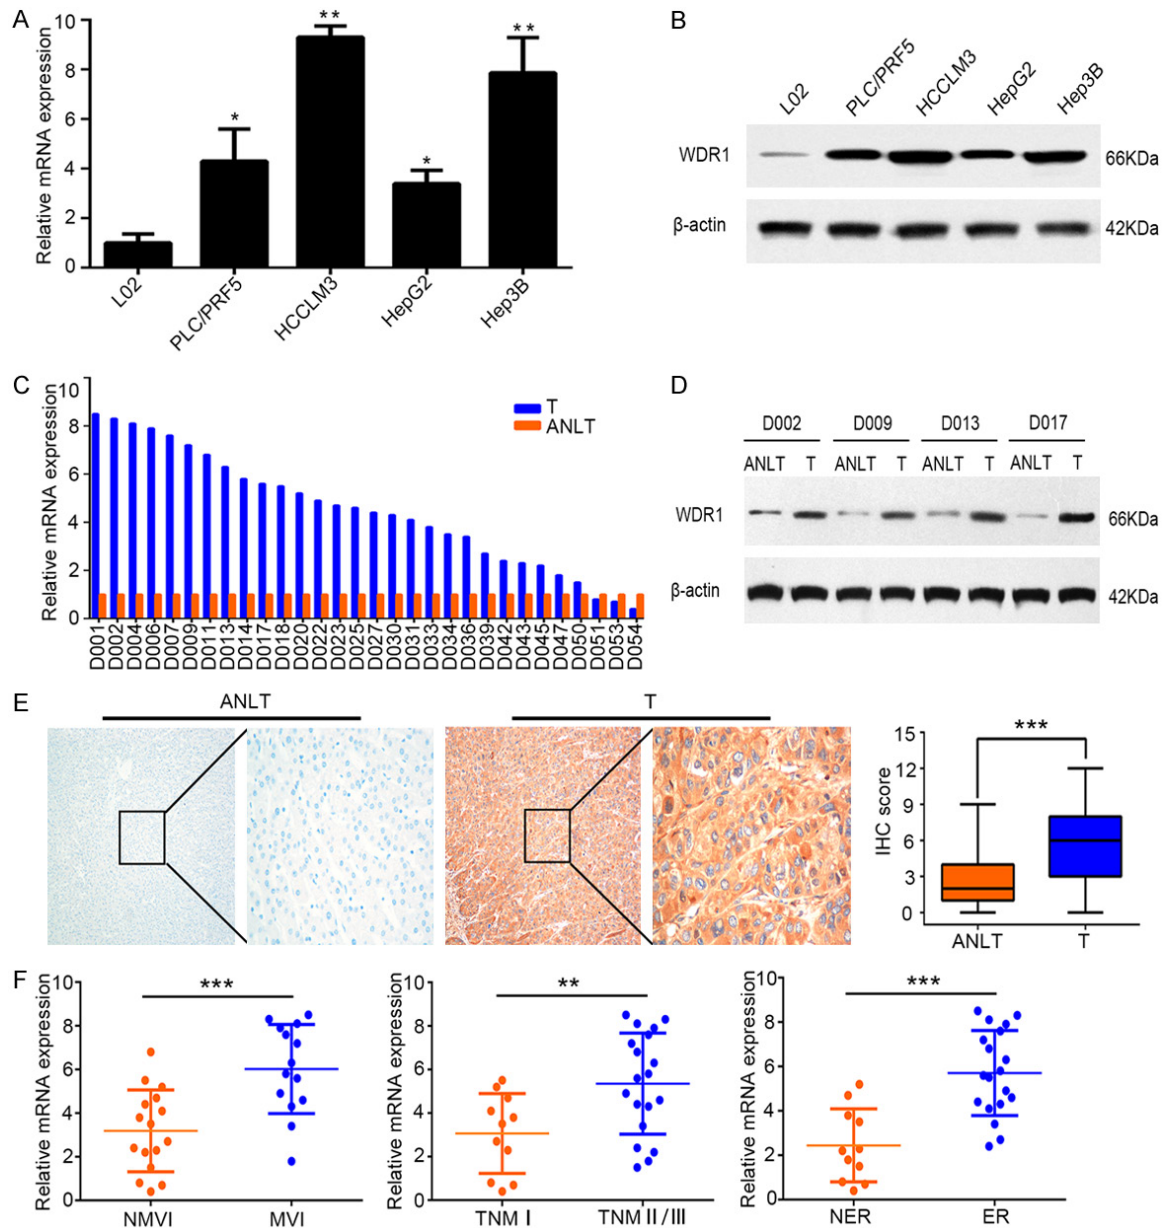 A
Relative mRNA expression
10
8
6
4
2
0
*
**
*
**
L02
PLC/PRF5
HCCLM3
HepG2
Hep3B
B
L02
PLC/PRF5
HCCLM3
HepG2
Hep3B
WDR1
66KDa
β-actin
42KDa
C
Relative mRNA expression
10
8
6
4
2
0
T
ANLT
D001
D002
D004
D006
D007
D009
D011
D013
D014
D017
D018
D020
D022
D023
D025
D027
D030
D031
D033
D034
D036
D039
D042
D043
D045
D047
D050
D051
D053
D054
D
D002 D009 D013 D017
ANLT T ANLT T ANLT T ANLT T
WDR1
66KDa
β-actin
42KDa
E
ANLT
T
IHC score
15
12
9
6
3
0
***
ANLT
T
F
Relative mRNA expression
10
8
6
4
2
0
***
NMVI
MVI
Relative mRNA expression
10
8
6
4
2
0
**
TNM I
TNM II/III
Relative mRNA expression
10
8
6
4
2
0
***
NER
ER